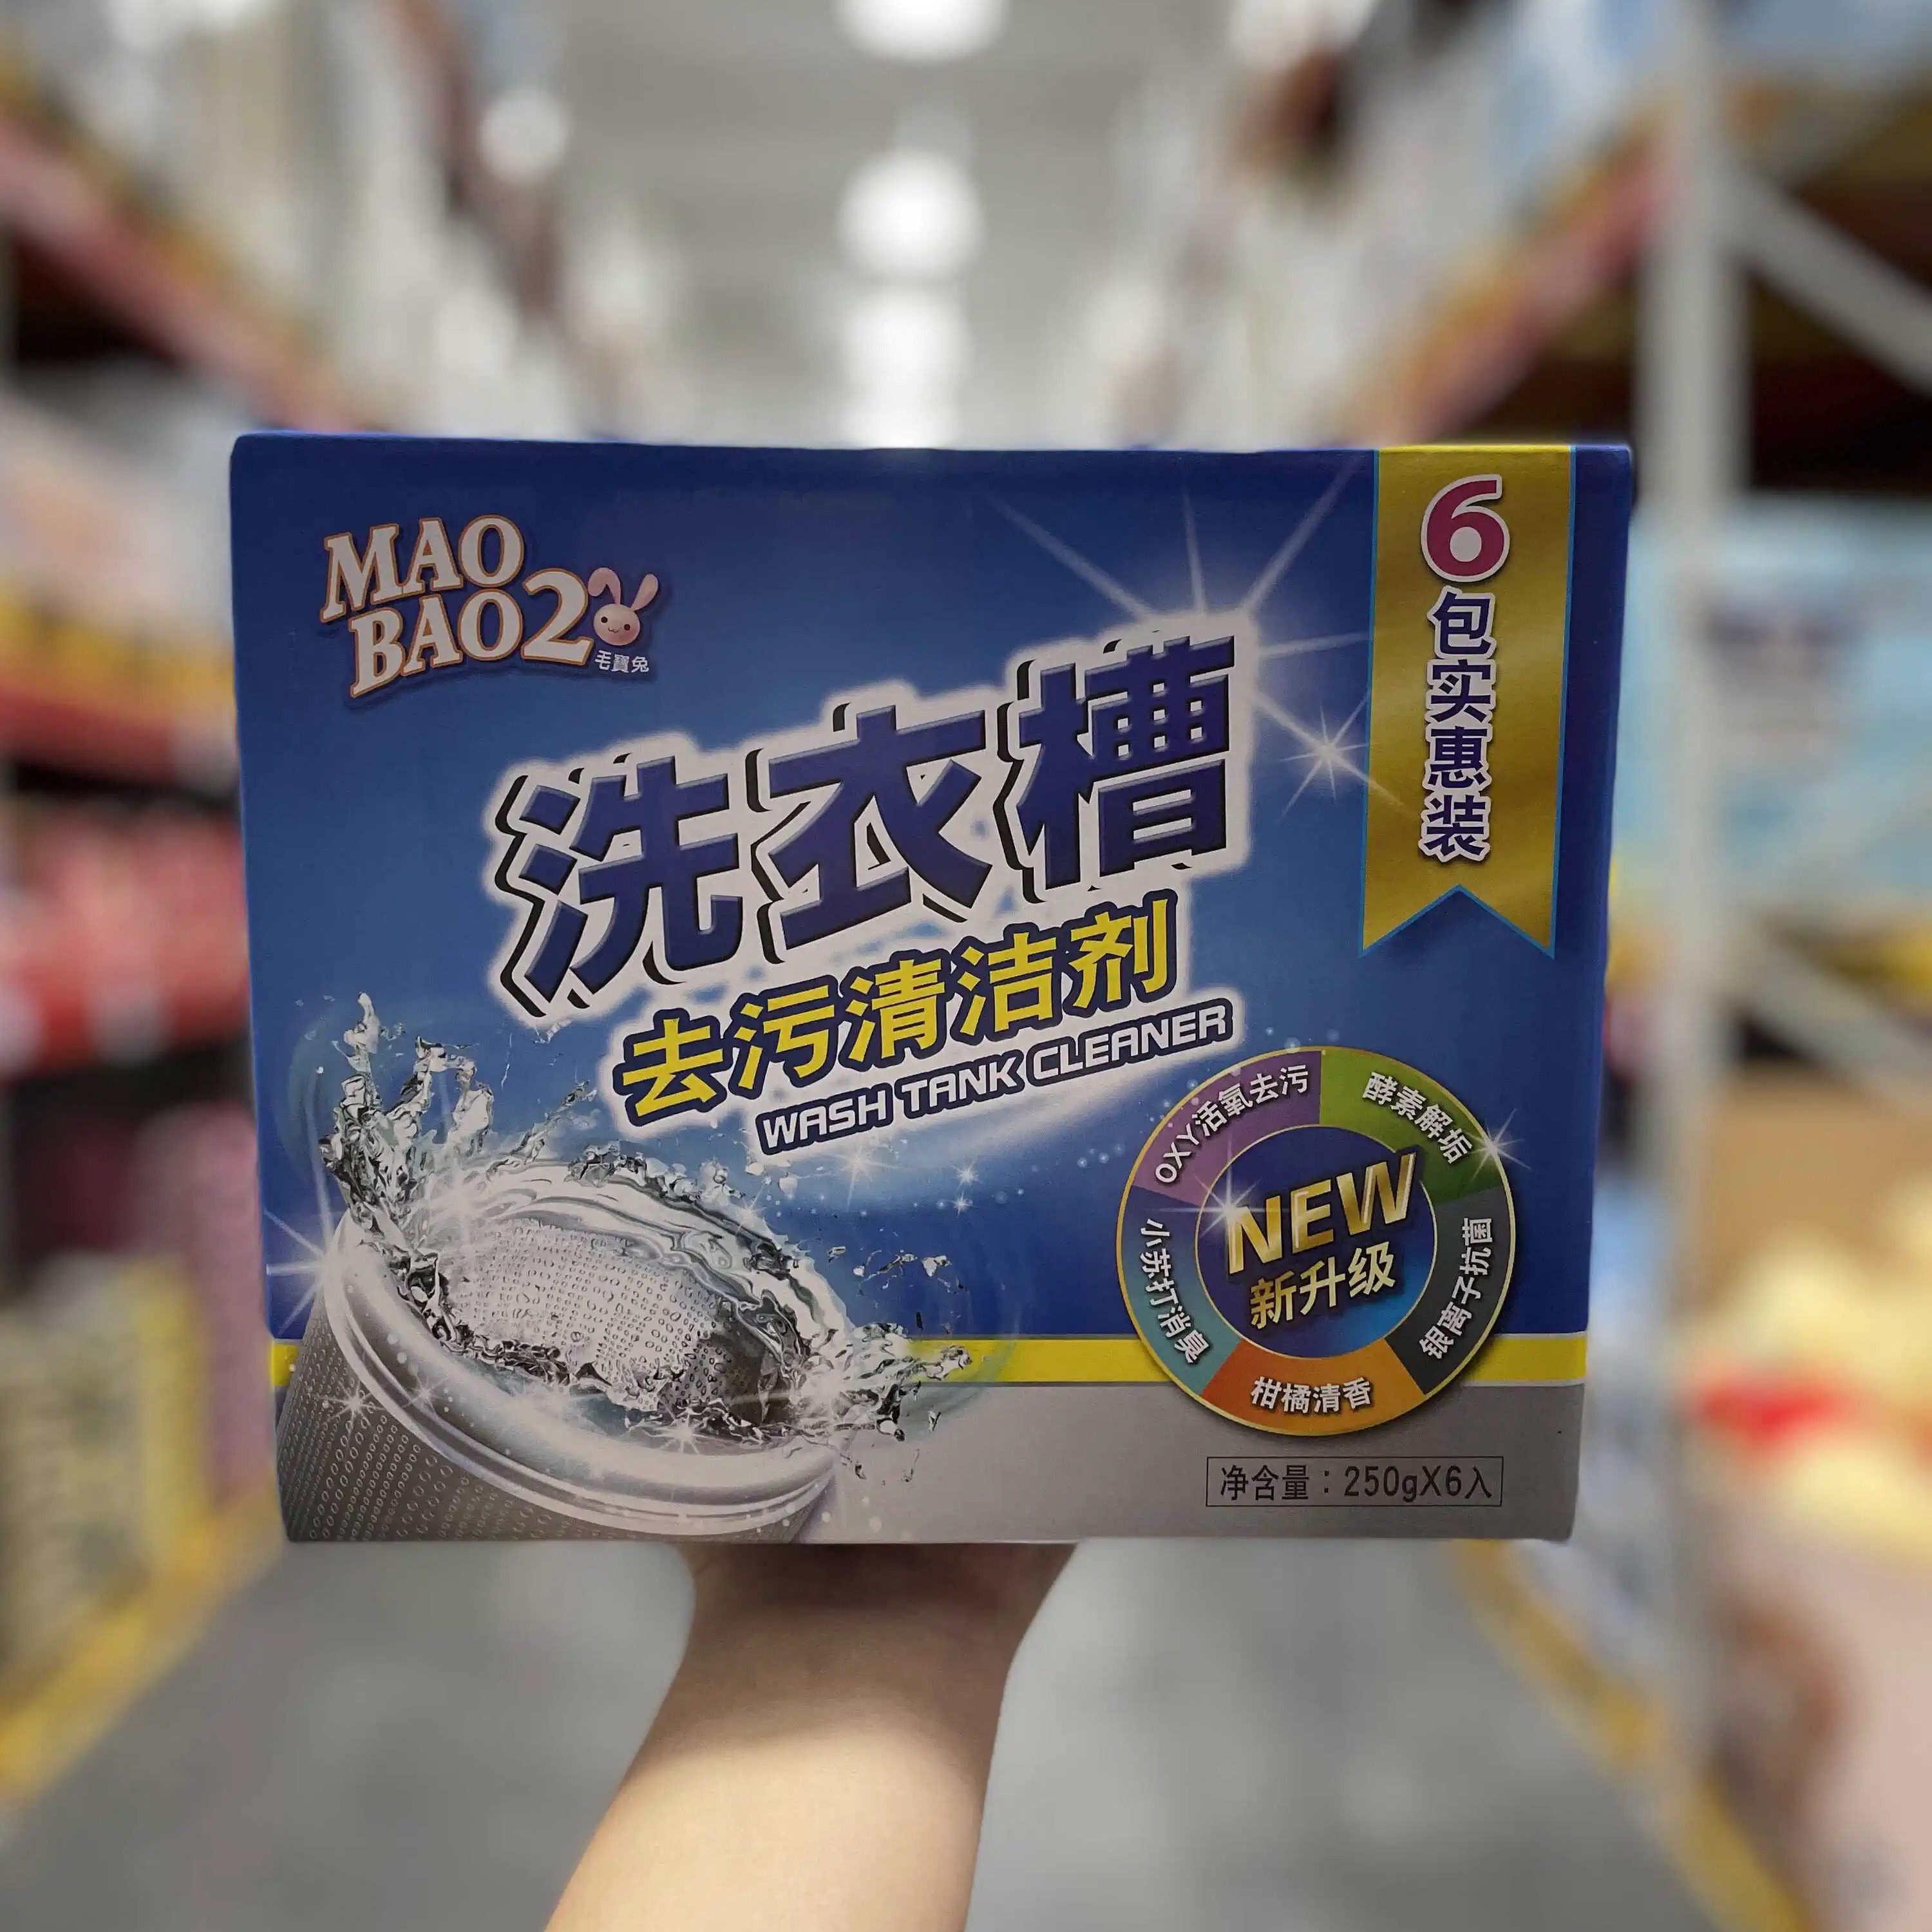 MAO
BAO2
毛寶兔
6包实惠装
洗衣槽
去污清洁剂
WASH TANK CLEANER
OXY活氧去污
酵素解垢
银离子抗菌
柑橘清香
小苏打消臭
NEW
新升级
净含量：250gX6入